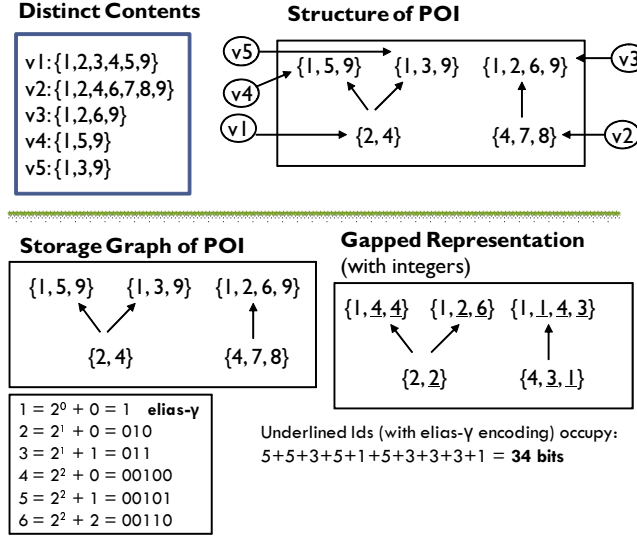 Distinct Contents
v1:{1,2,3,4,5,9}
v2:{1,2,4,6,7,8,9}
v3:{1,2,6,9}
v4:{1,5,9}
v5:{1,3,9}
Structure of POI
v5
{1, 5, 9} {1, 3, 9} {1, 2, 6, 9}
v3
v4
v1
{2, 4} {4, 7, 8}
v2
Storage Graph of POI
{1, 5, 9} {1, 3, 9} {1, 2, 6, 9}
{2, 4} {4, 7, 8}
Gapped Representation
(with integers)
{1, 4, 4} {1, 2, 6} {1, 1, 4, 3}
{2, 2} {4, 3, 1}
1 = 2⁰ + 0 = 1 elias-γ
2 = 2¹ + 0 = 010
3 = 2¹ + 1 = 011
4 = 2² + 0 = 00100
5 = 2² + 1 = 00101
6 = 2² + 2 = 00110
Underlined Ids (with elias-γ encoding) occupy:
5+5+3+5+1+5+3+3+3+1 = 34 bits